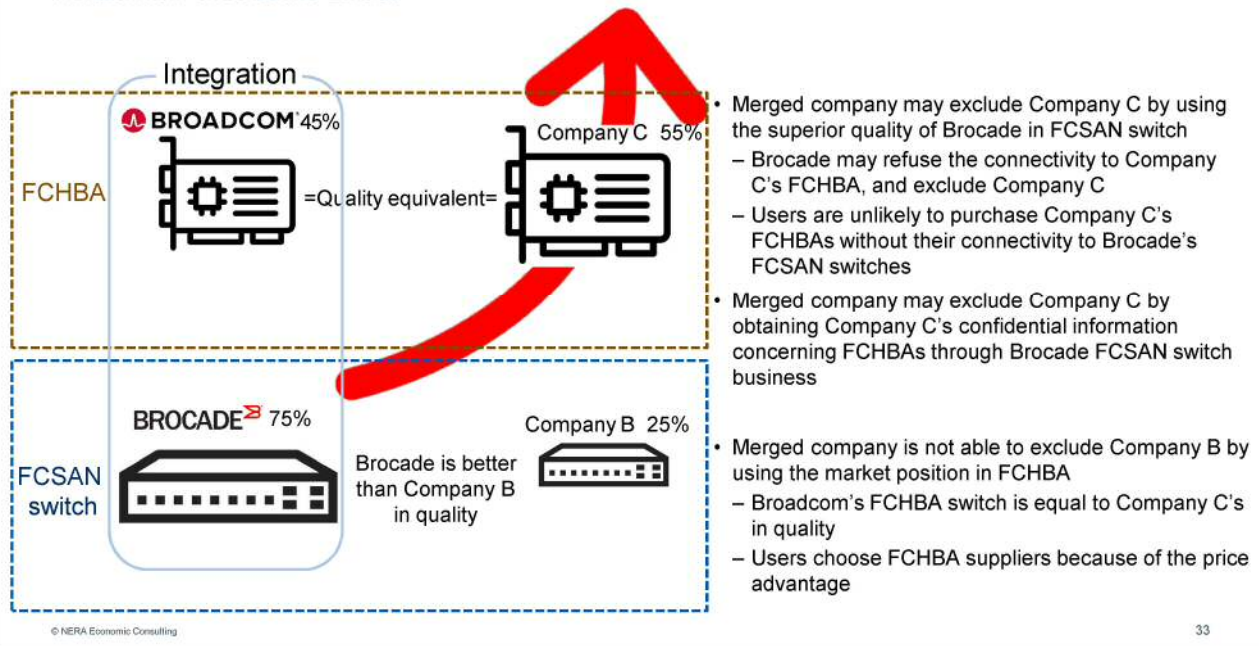 Integration
BROADCOM 45%
Company C 55%
FCHBA
=Quality equivalent=
BROCADE 75%
Company B 25%
FCSAN
switch
Brocade is better
than Company B
in quality
• Merged company may exclude Company C by using
the superior quality of Brocade in FCSAN switch
– Brocade may refuse the connectivity to Company
C's FCHBA, and exclude Company C
– Users are unlikely to purchase Company C's
FCHBAs without their connectivity to Brocade's
FCSAN switches
• Merged company may exclude Company C by
obtaining Company C's confidential information
concerning FCHBAs through Brocade FCSAN switch
business
• Merged company is not able to exclude Company B by
using the market position in FCHBA
– Broadcom's FCHBA switch is equal to Company C's
in quality
– Users choose FCHBA suppliers because of the price
advantage
© NERA Economic Consulting
33